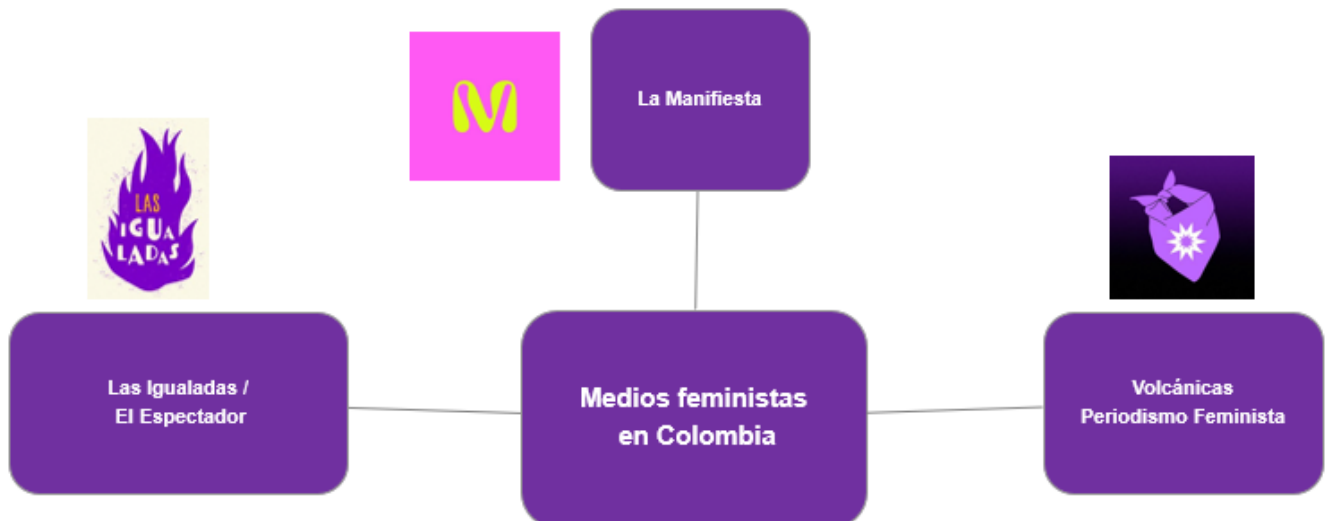 M
La Manifiesta
LAS
IGUA
LADAS
Las Igualadas /
El Espectador
Medios feministas
en Colombia
Volcánicas
Periodismo Feminista